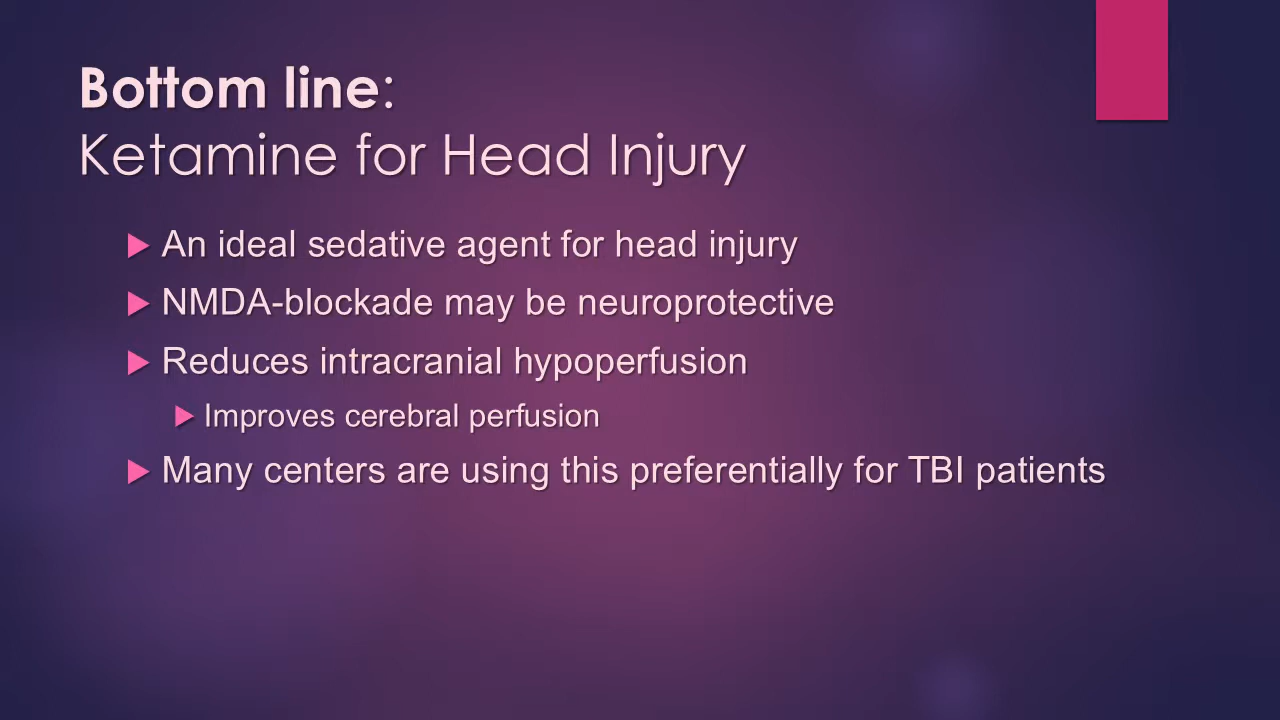 Bottom line:
Ketamine for Head Injury
An ideal sedative agent for head injury
NMDA-blockade may be neuroprotective
Reduces intracranial hypoperfusion
Improves cerebral perfusion
Many centers are using this preferentially for TBI patients